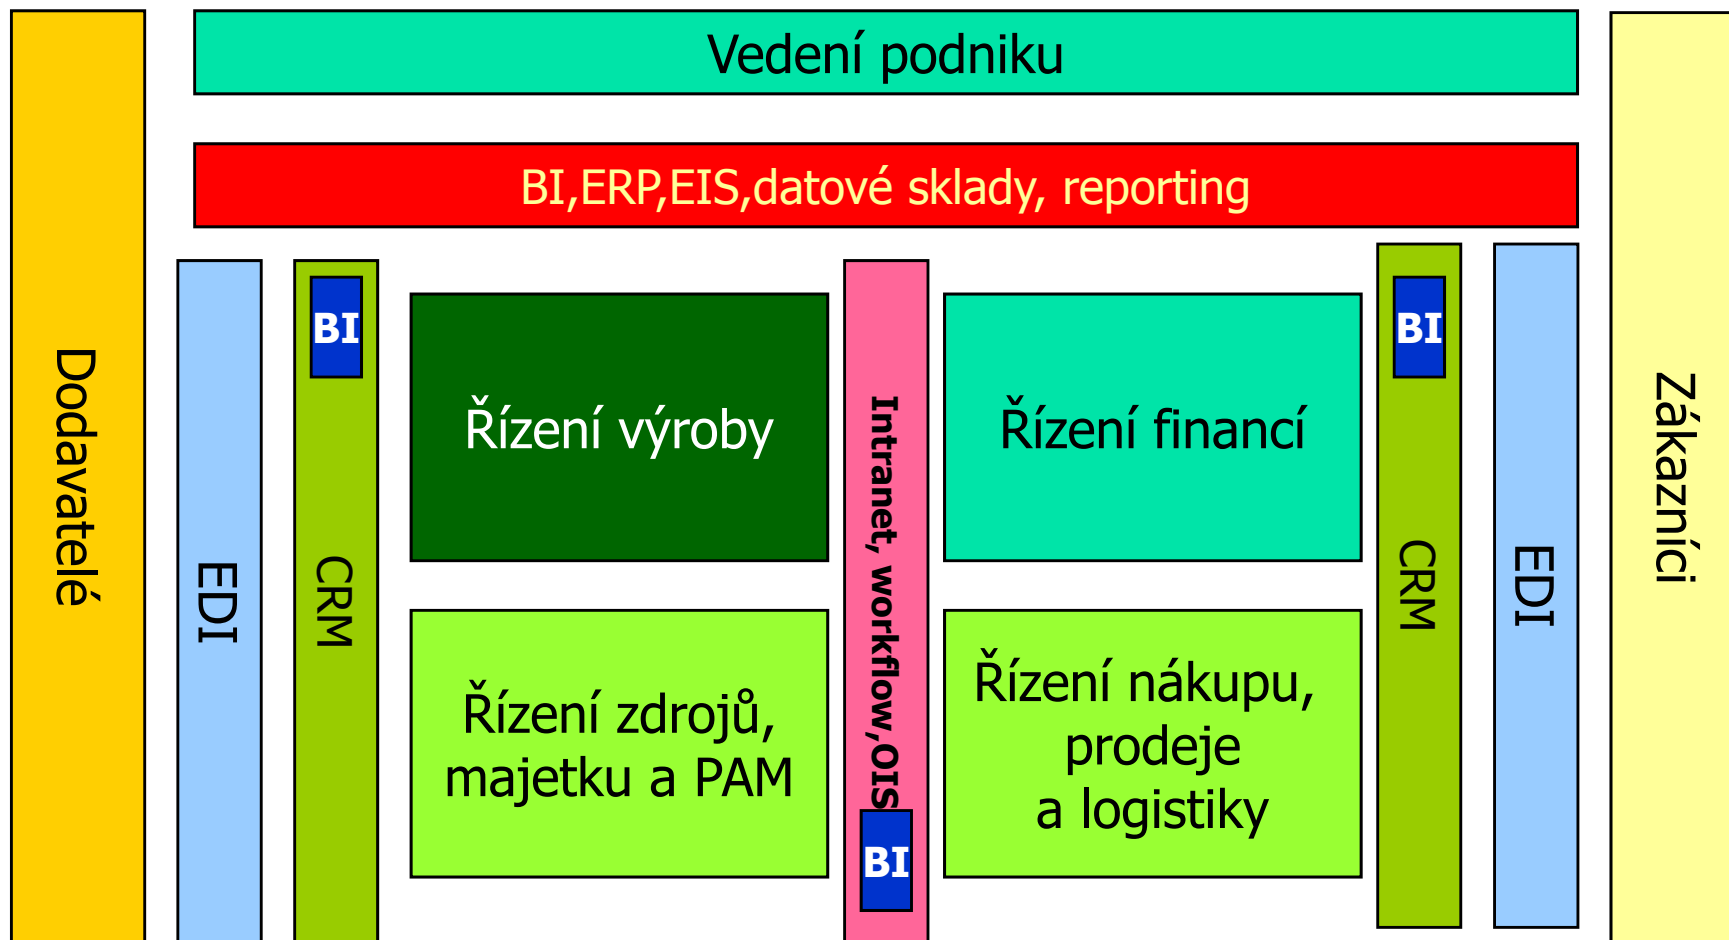 Vedení podniku
BI,ERP,EIS,datové sklady, reporting
Dodavatelé
EDI
BI
CRM
Řízení výroby
Intranet, workflow,OIS
BI
Řízení financí
Řízení zdrojů,
majetku a PAM
Řízení nákupu,
prodeje
a logistiky
BI
CRM
EDI
Zákazníci